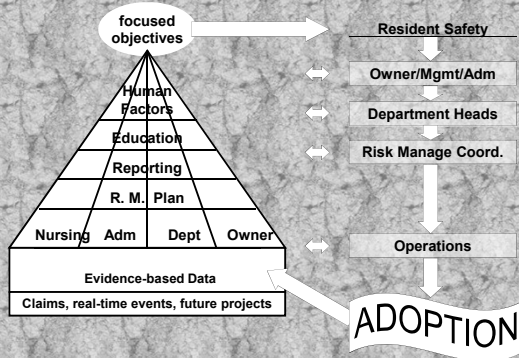 focused
objectives
Human
Factors
Education
Reporting
R. M. Plan
Nursing Adm Dept Owner
Evidence-based Data
Claims, real-time events, future projects
Resident Safety
Owner/Mgmt/Adm
Department Heads
Risk Manage Coord.
Operations
ADOPTION